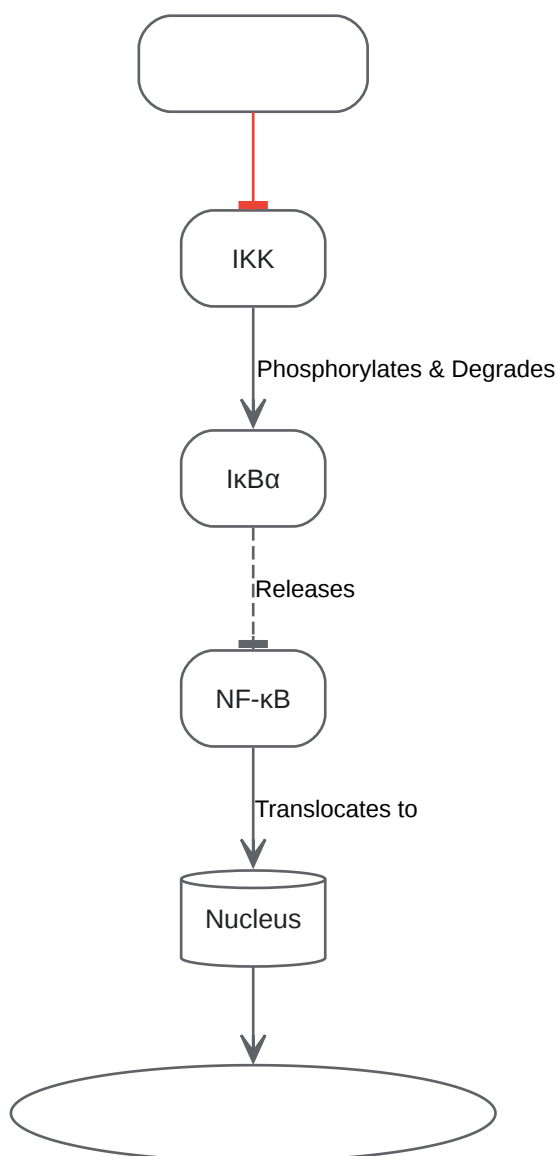 IKK
Phosphorylates & Degrades
IκBα
Releases
NF-κB
Translocates to
Nucleus